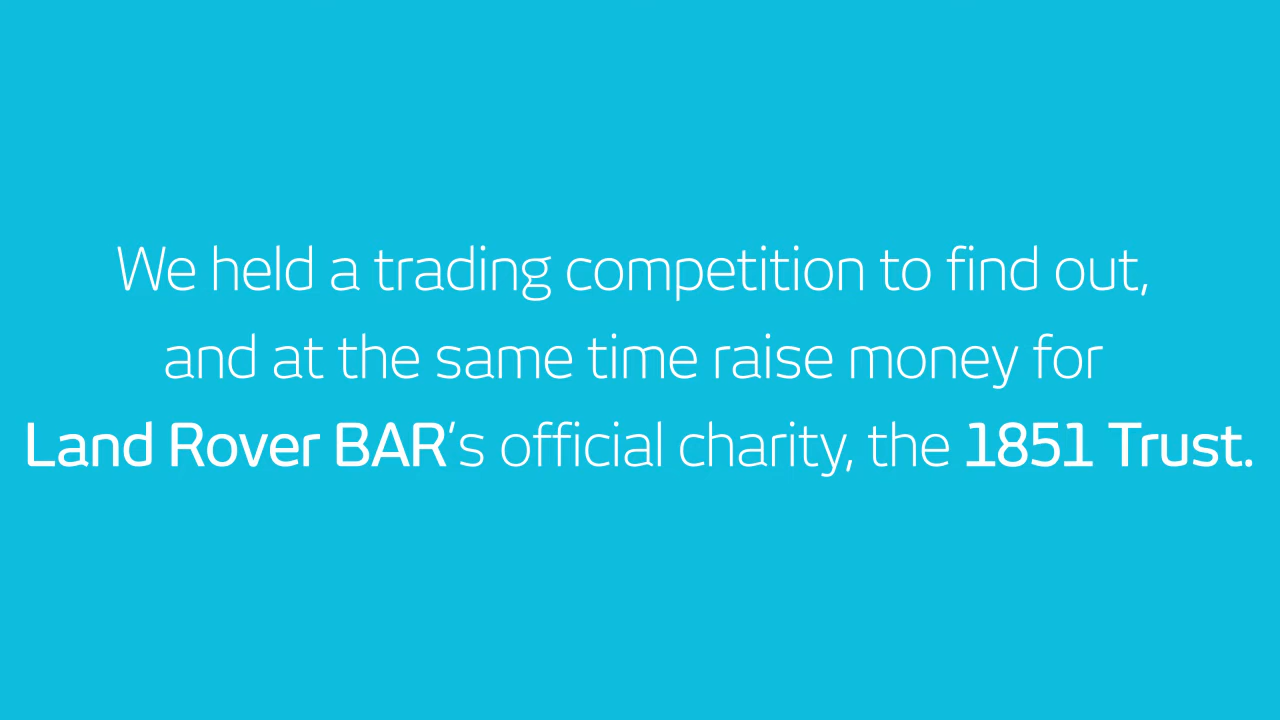 We held a trading competition to find out,
and at the same time raise money for
Land Rover BAR's official charity, the 1851 Trust.